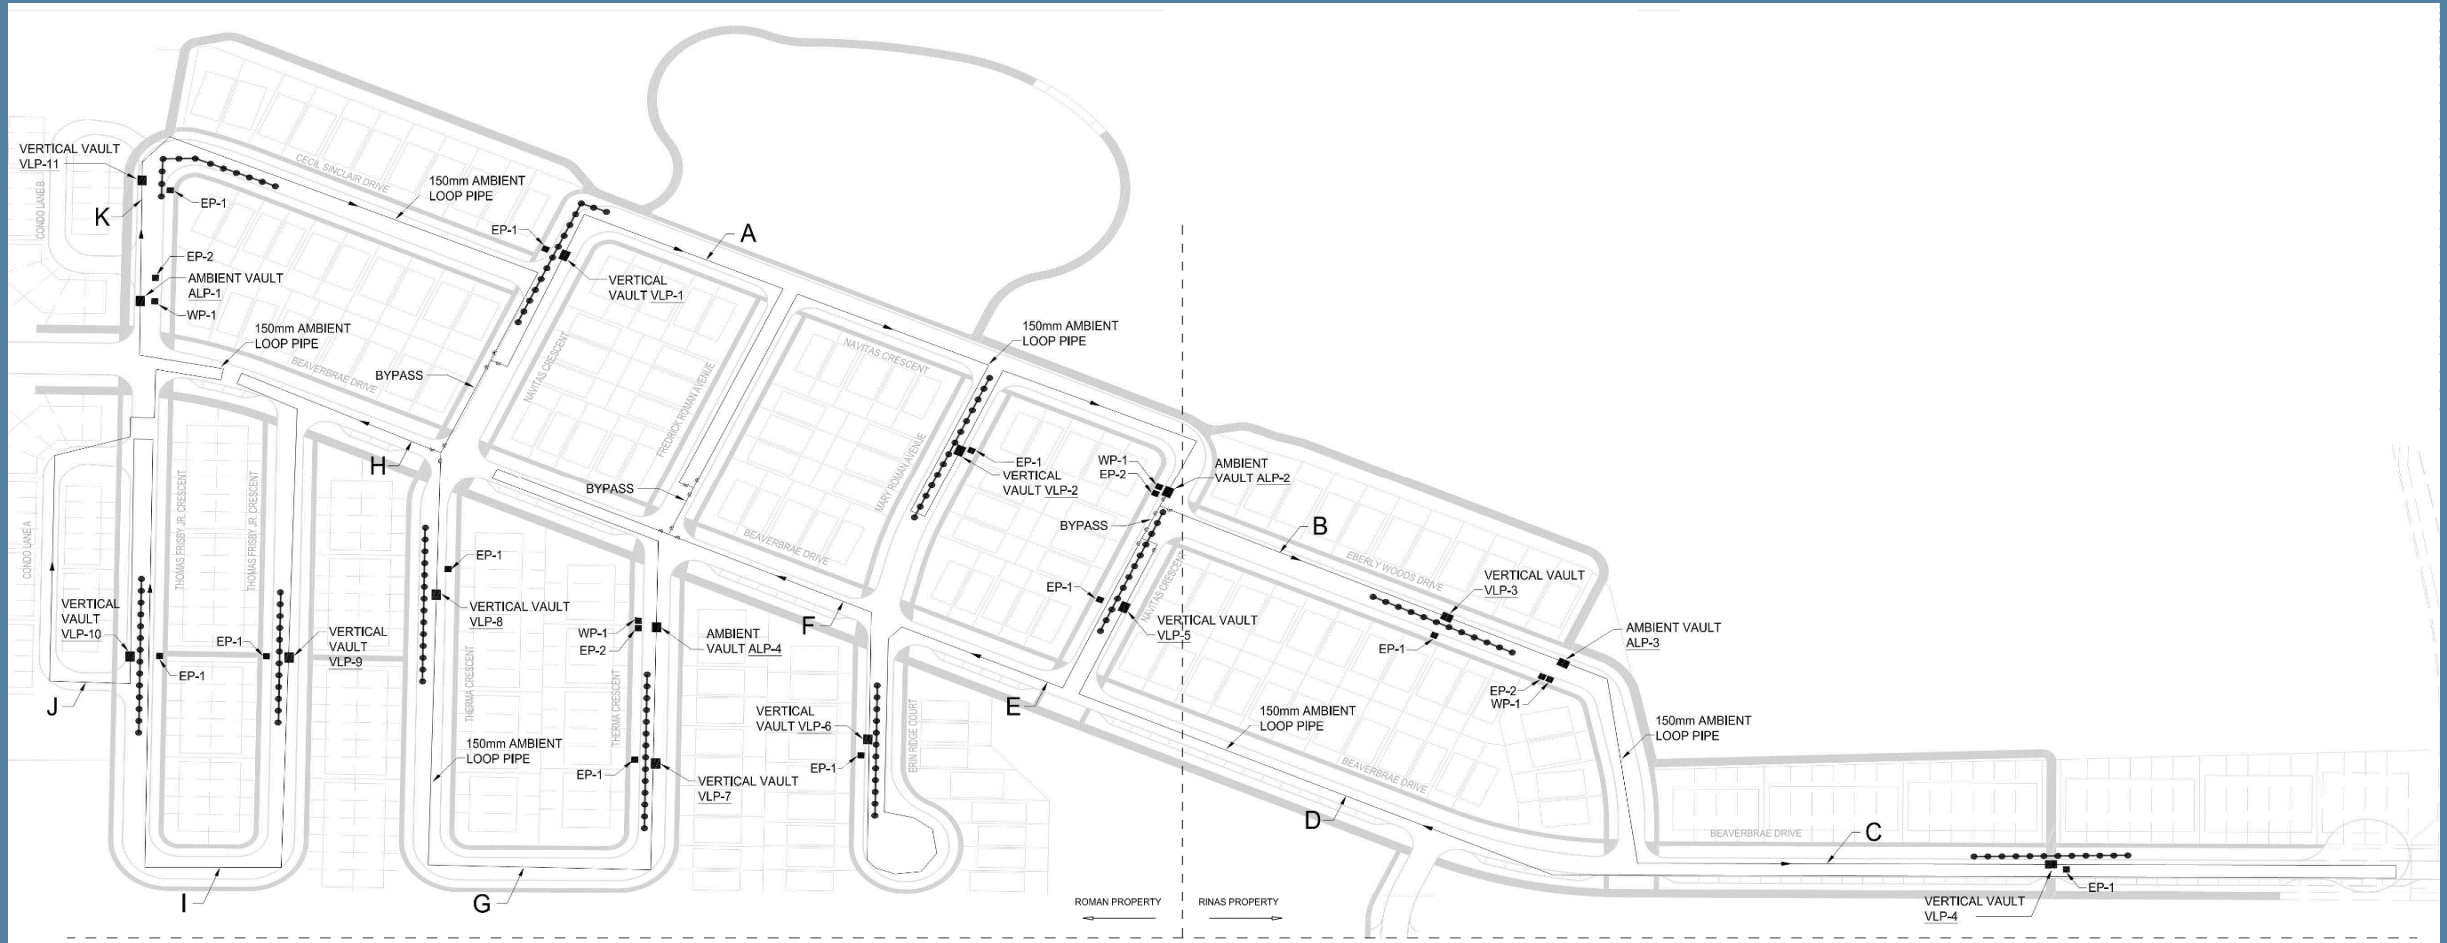 VERTICAL VAULT
VLP-11
K
CONDO LANE B
CECIL SINCLAIR DRIVE
EP-1
150mm AMBIENT
LOOP PIPE
EP-1
A
VERTICAL
VAULT VLP-1
EP-2
AMBIENT VAULT
ALP-1
WP-1
150mm AMBIENT
LOOP PIPE
BEAVERBRAE DRIVE
BYPASS
NAVITAS CRESCENT
FREDRICK ROMAN AVENUE
NAVITAS CRESCENT
150mm AMBIENT
LOOP PIPE
MARY ROMAN AVENUE
EP-1
VERTICAL
VAULT VLP-2
WP-1
EP-2
AMBIENT
VAULT ALP-2
H
BYPASS
BEAVERBRAE DRIVE
BYPASS
B
EBERLY WOODS DRIVE
VERTICAL VAULT
VLP-3
EP-1
NAVITAS CRESCENT
VERTICAL VAULT
VLP-5
EP-1
AMBIENT VAULT
ALP-3
EP-2
WP-1
CONDO LANE A
THOMAS FRISBY JR. CRESCENT
THOMAS FRISBY JR. CRESCENT
VERTICAL
VAULT
VLP-10
EP-1
EP-1
VERTICAL
VAULT
VLP-9
EP-1
VERTICAL VAULT
VLP-8
WP-1
EP-2
AMBIENT
VAULT ALP-4
THERMA CRESCENT
THERMA CRESCENT
F
E
J
VERTICAL
VAULT VLP-6
EP-1
ERIN RIDGE COURT
150mm AMBIENT
LOOP PIPE
EP-1
VERTICAL VAULT
VLP-7
150mm AMBIENT
LOOP PIPE
BEAVERBRAE DRIVE
150mm AMBIENT
LOOP PIPE
D
BEAVERBRAE DRIVE
C
EP-1
VERTICAL VAULT
VLP-4
I
G
ROMAN PROPERTY
RINAS PROPERTY